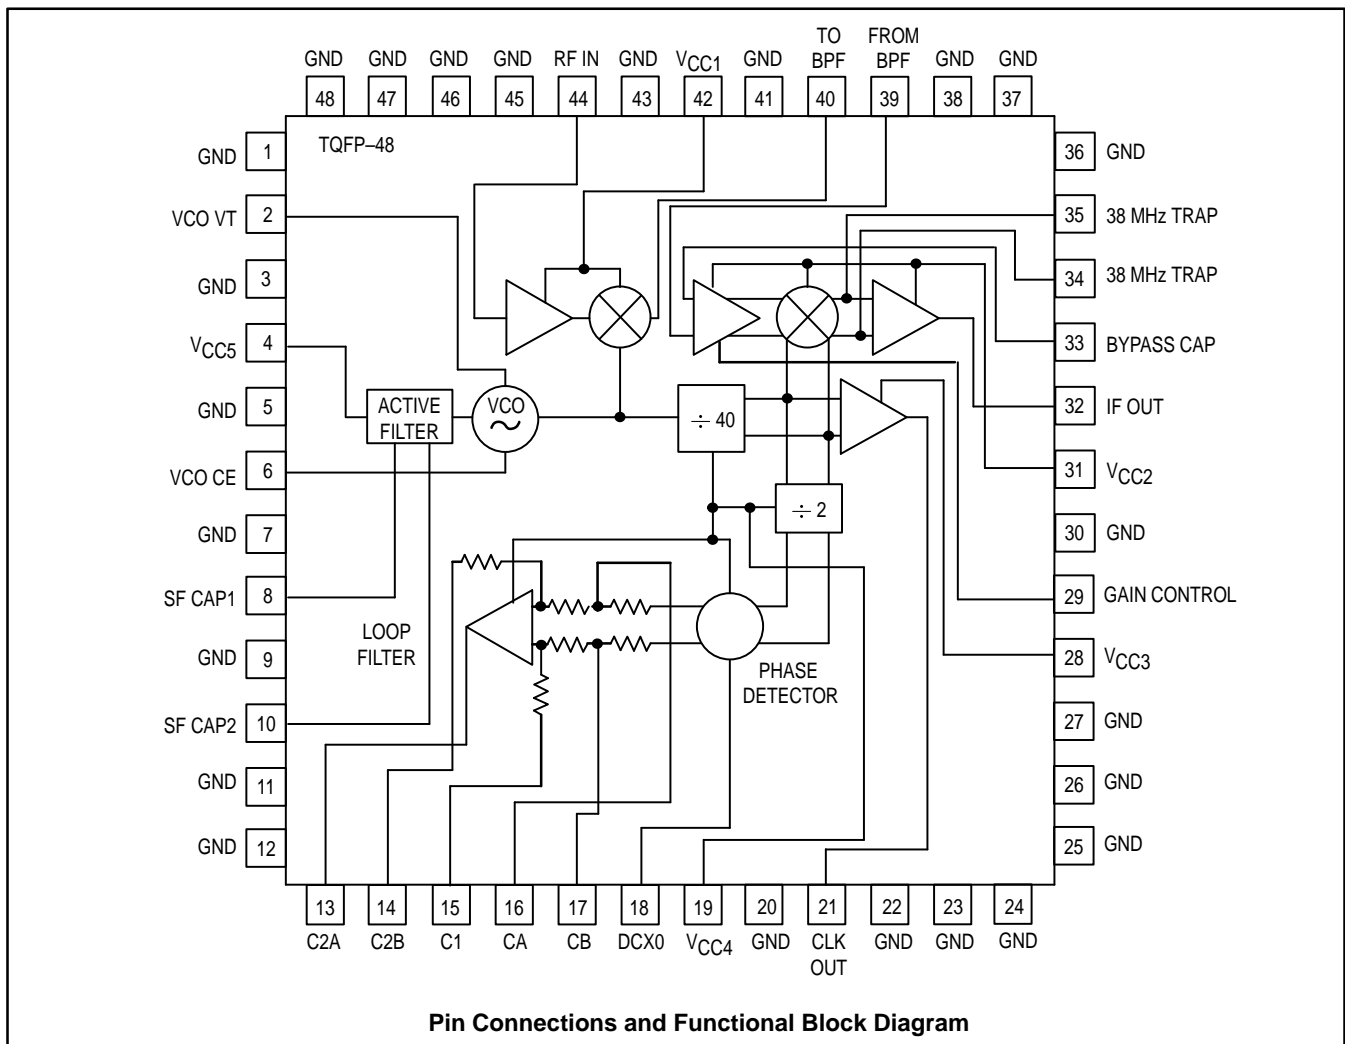 TO FROM
GND GND GND GND RF IN GND VCC1 GND BPF BPF GND GND
48 47 46 45 44 43 42 41 40 39 38 37
TQFP–48
GND 1
36 GND
VCO VT 2
35 38 MHz TRAP
GND 3
34 38 MHz TRAP
VCC5 4
33 BYPASS CAP
GND 5
ACTIVE
FILTER
VCO
÷ 40
32 IF OUT
VCO CE 6
31 VCC2
GND 7
÷ 2
30 GND
SF CAP1 8
29 GAIN CONTROL
GND 9
LOOP
FILTER
PHASE
DETECTOR
28 VCC3
SF CAP2 10
27 GND
GND 11
26 GND
GND 12
25 GND
13 14 15 16 17 18 19 20 21 22 23 24
C2A C2B C1 CA CB DCX0 VCC4 GND CLK GND GND GND
OUT
Pin Connections and Functional Block Diagram